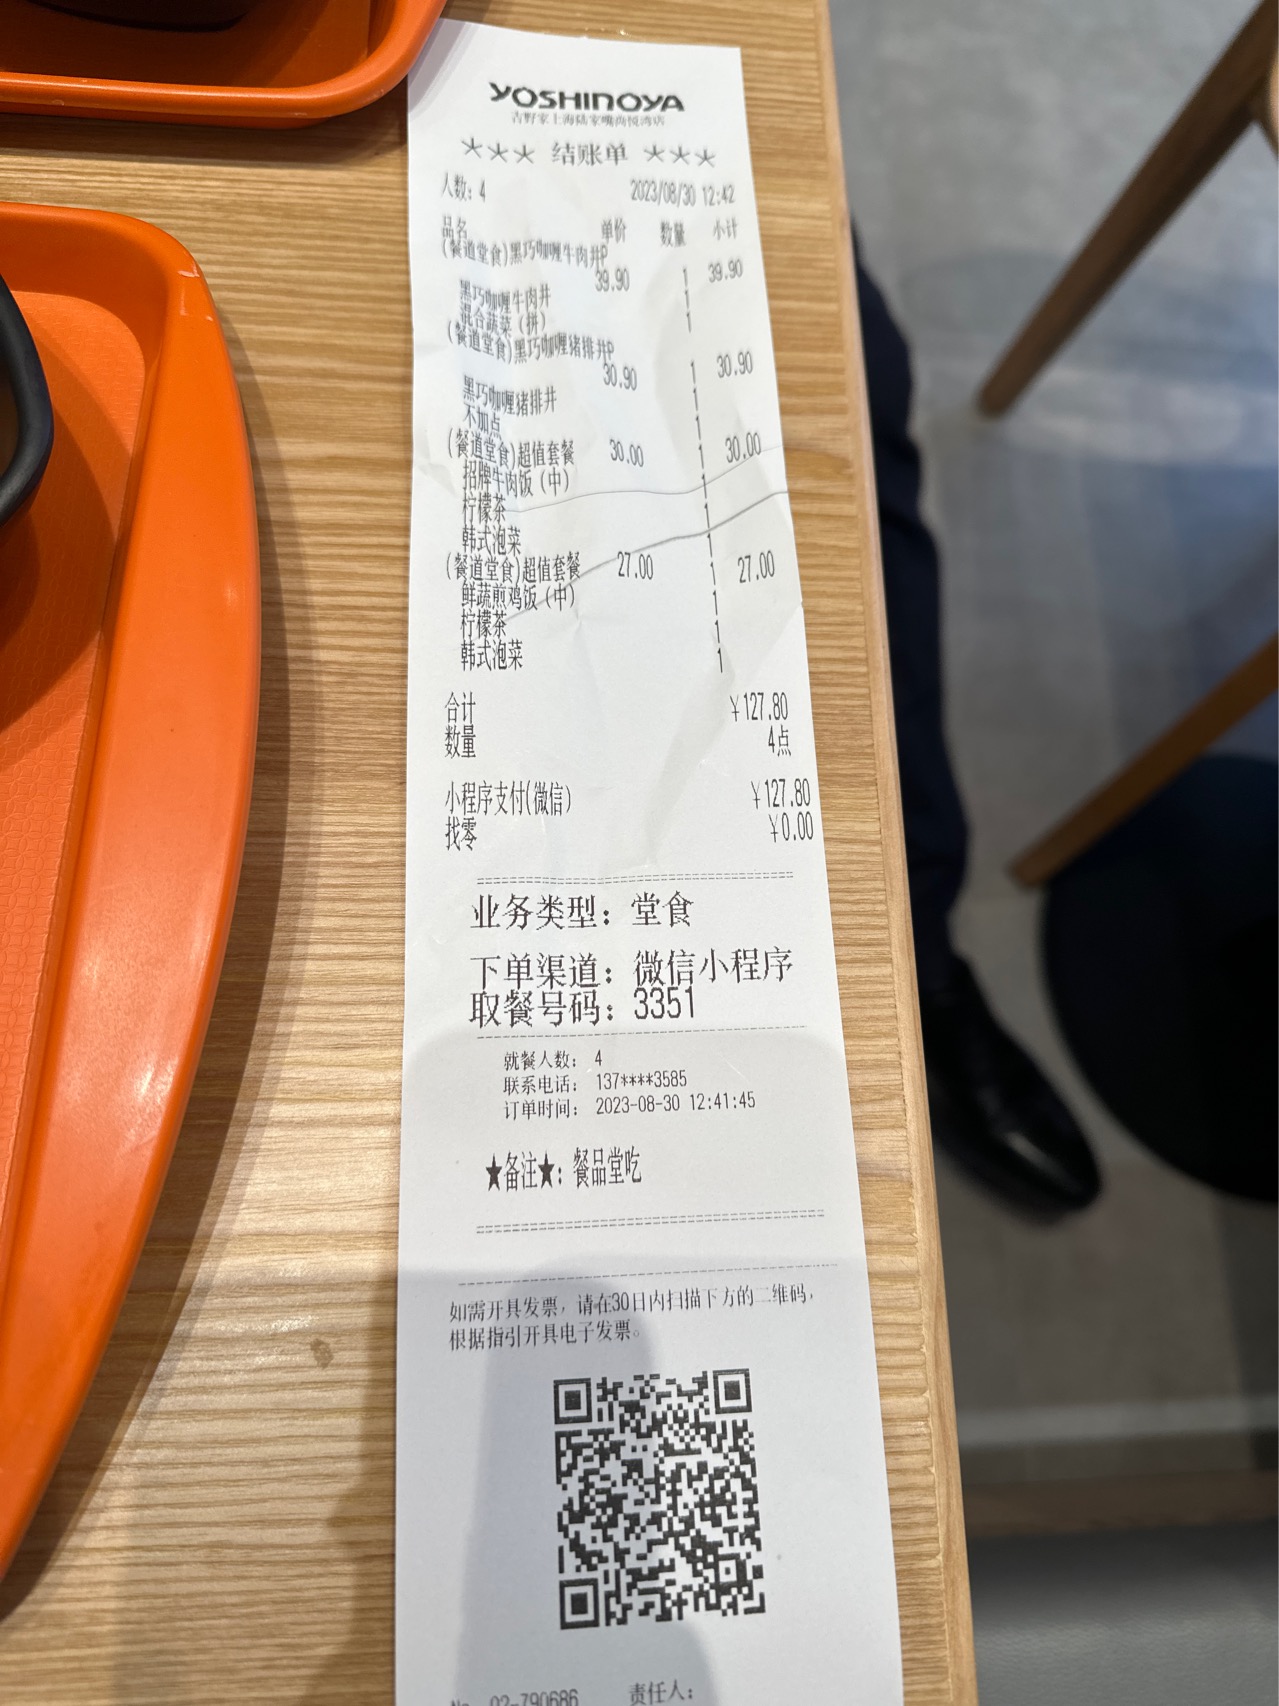 YOSHINOYA
吉野家上海陆家嘴尚悦湾店
*** 结账单 ***
人数: 4 2023/08/30 12:42
品名 单价 数量 小计
(餐道堂食)黑巧咖喱牛肉丼P
39.90 1 39.90
黑巧咖喱牛肉丼 1
混合蔬菜(拼) 1
(餐道堂食)黑巧咖喱猪排丼P
30.90 1 30.90
黑巧咖喱猪排丼 1
不加点 1
(餐道堂食)超值套餐 30.00 1 30.00
招牌牛肉饭(中) 1
柠檬茶 1
韩式泡菜 1
(餐道堂食)超值套餐 27.00 1 27.00
鲜蔬煎鸡饭(中) 1
柠檬茶 1
韩式泡菜 1
合计 ¥127.80
数量 4点
小程序支付(微信) ¥127.80
找零 ¥0.00
业务类型: 堂食
下单渠道: 微信小程序
取餐号码: 3351
就餐人数: 4
联系电话: 137****3585
订单时间: 2023-08-30 12:41:45
★备注★: 餐品堂吃
如需开具发票,请在30日内扫描下方的二维码,
根据指引开具电子发票。
No 02-790686 责任人: